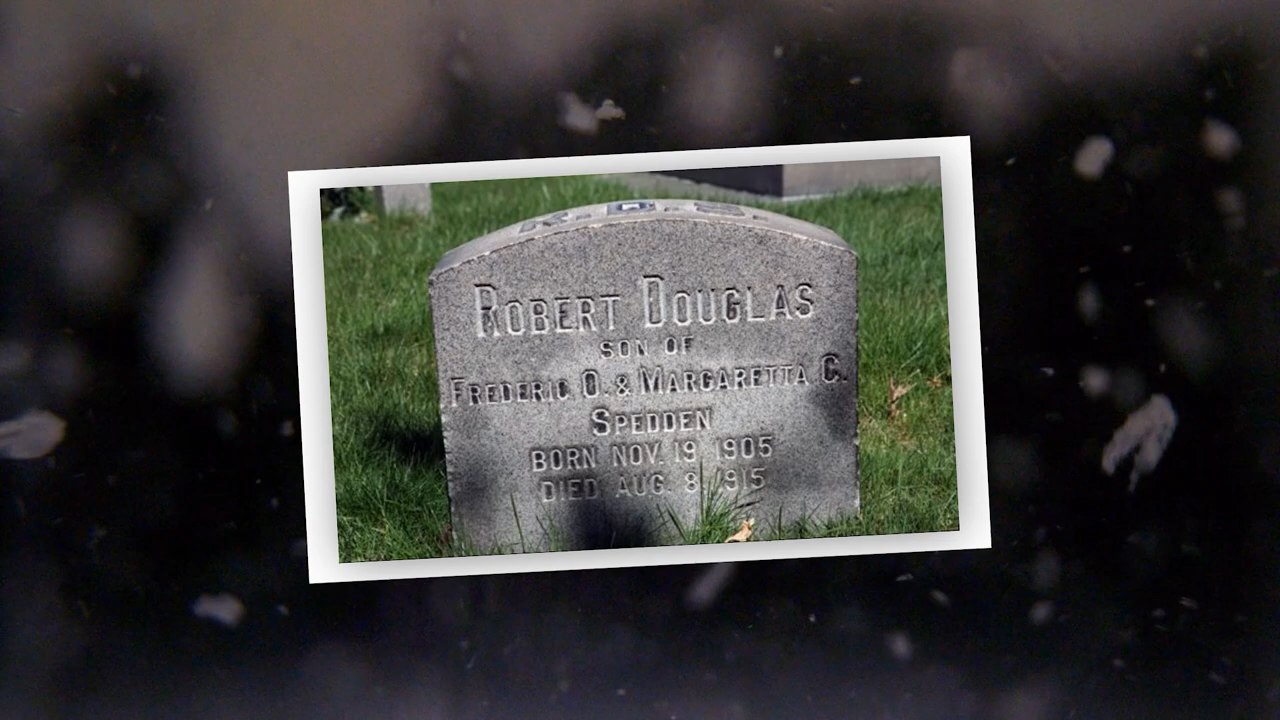 R. D. S.
ROBERT DOUGLAS
SON OF
FREDERIC O. & MARGARETTA C.
SPEDDEN
BORN NOV. 19 1905
DIED AUG. 8 1915